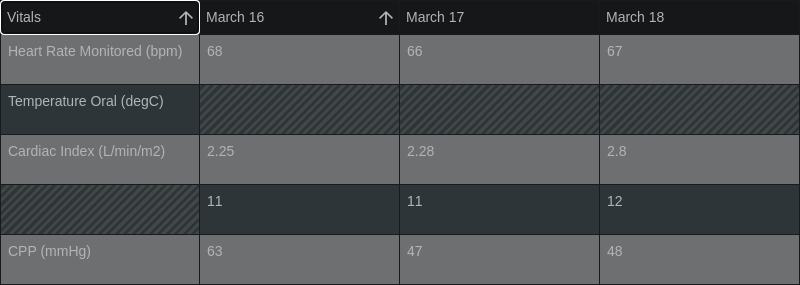 Vitals March 16 March 17 March 18
Heart Rate Monitored (bpm) 68 66 67
Temperature Oral (degC)
Cardiac Index (L/min/m2) 2.25 2.28 2.8
11 11 12
CPP (mmHg) 63 47 48